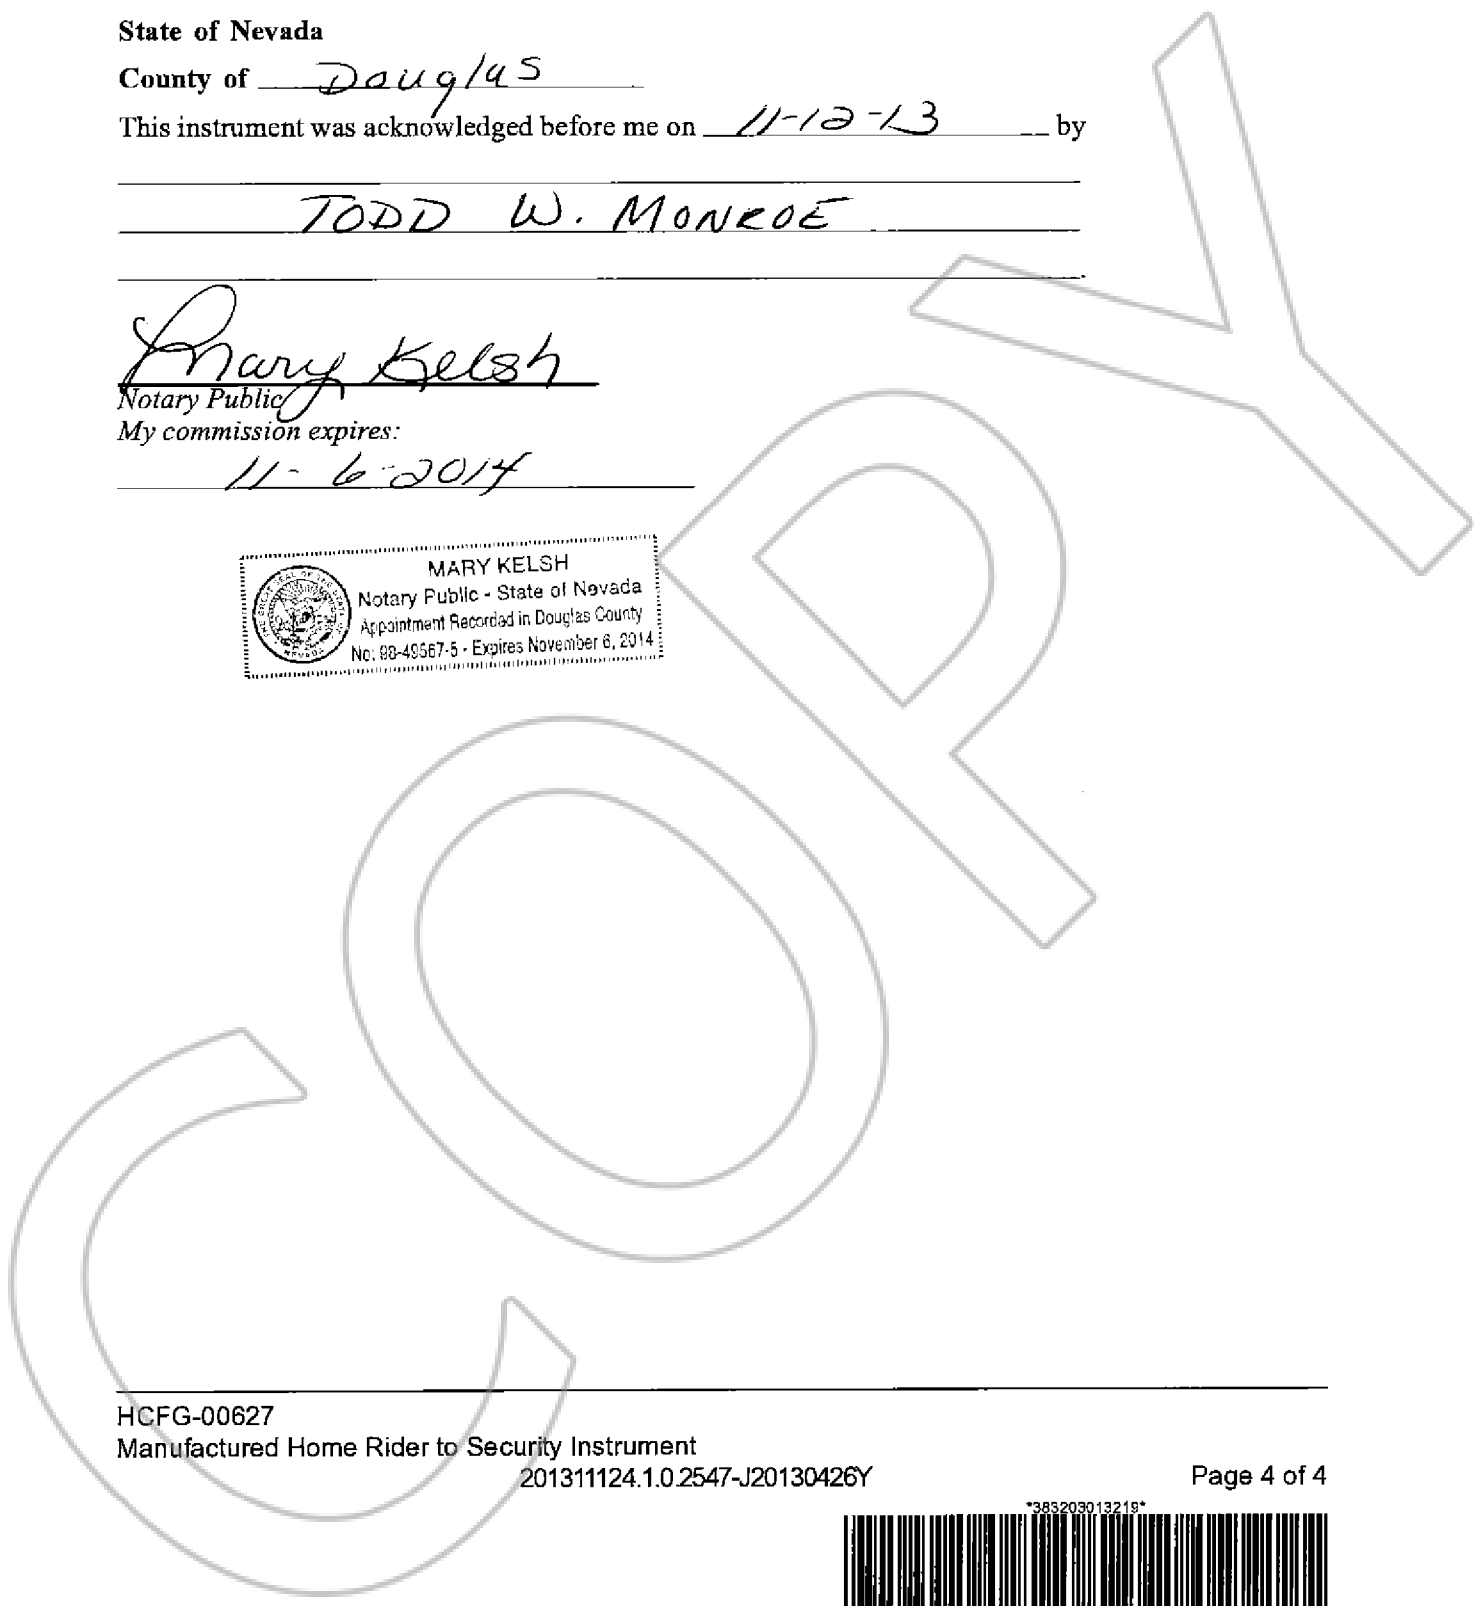 State of Nevada
County of Douglas
This instrument was acknowledged before me on 11-12-13 by
TODD W. MONROE
Mary Kelsh
Notary Public
My commission expires:
11-6-2014
MARY KELSH
Notary Public - State of Nevada
Appointment Recorded in Douglas County
No: 98-49567-5 - Expires November 6, 2014
COPY
HCFG-00627
Manufactured Home Rider to Security Instrument
201311124.1.0.2547-J20130426Y
Page 4 of 4
*383203013219*